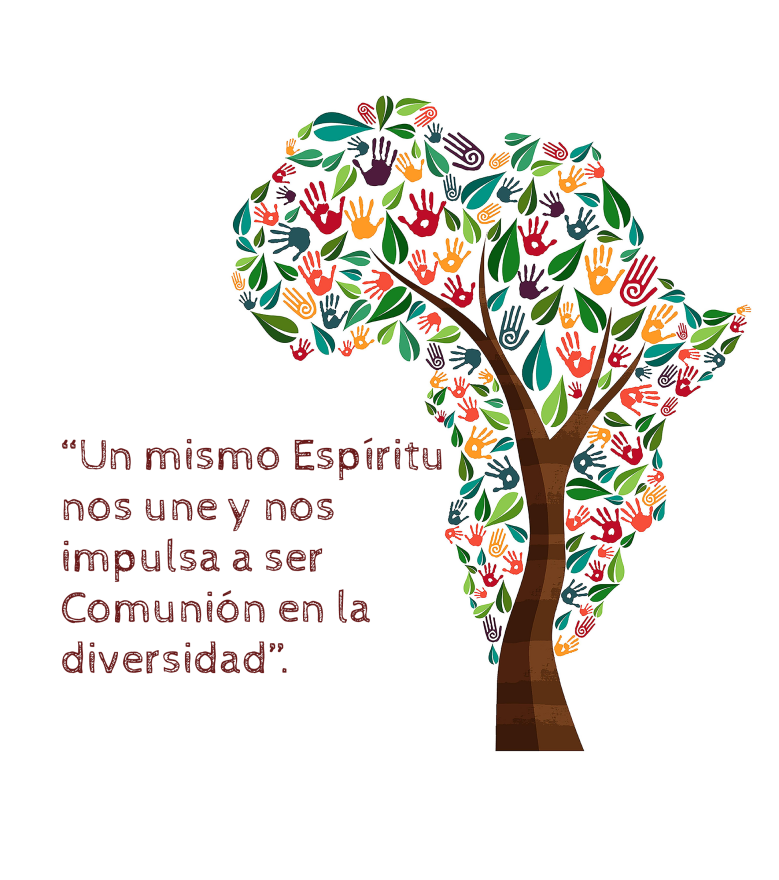 “Un mismo Espíritu
nos une y nos
impulsa a ser
Comunión en la
diversidad”.